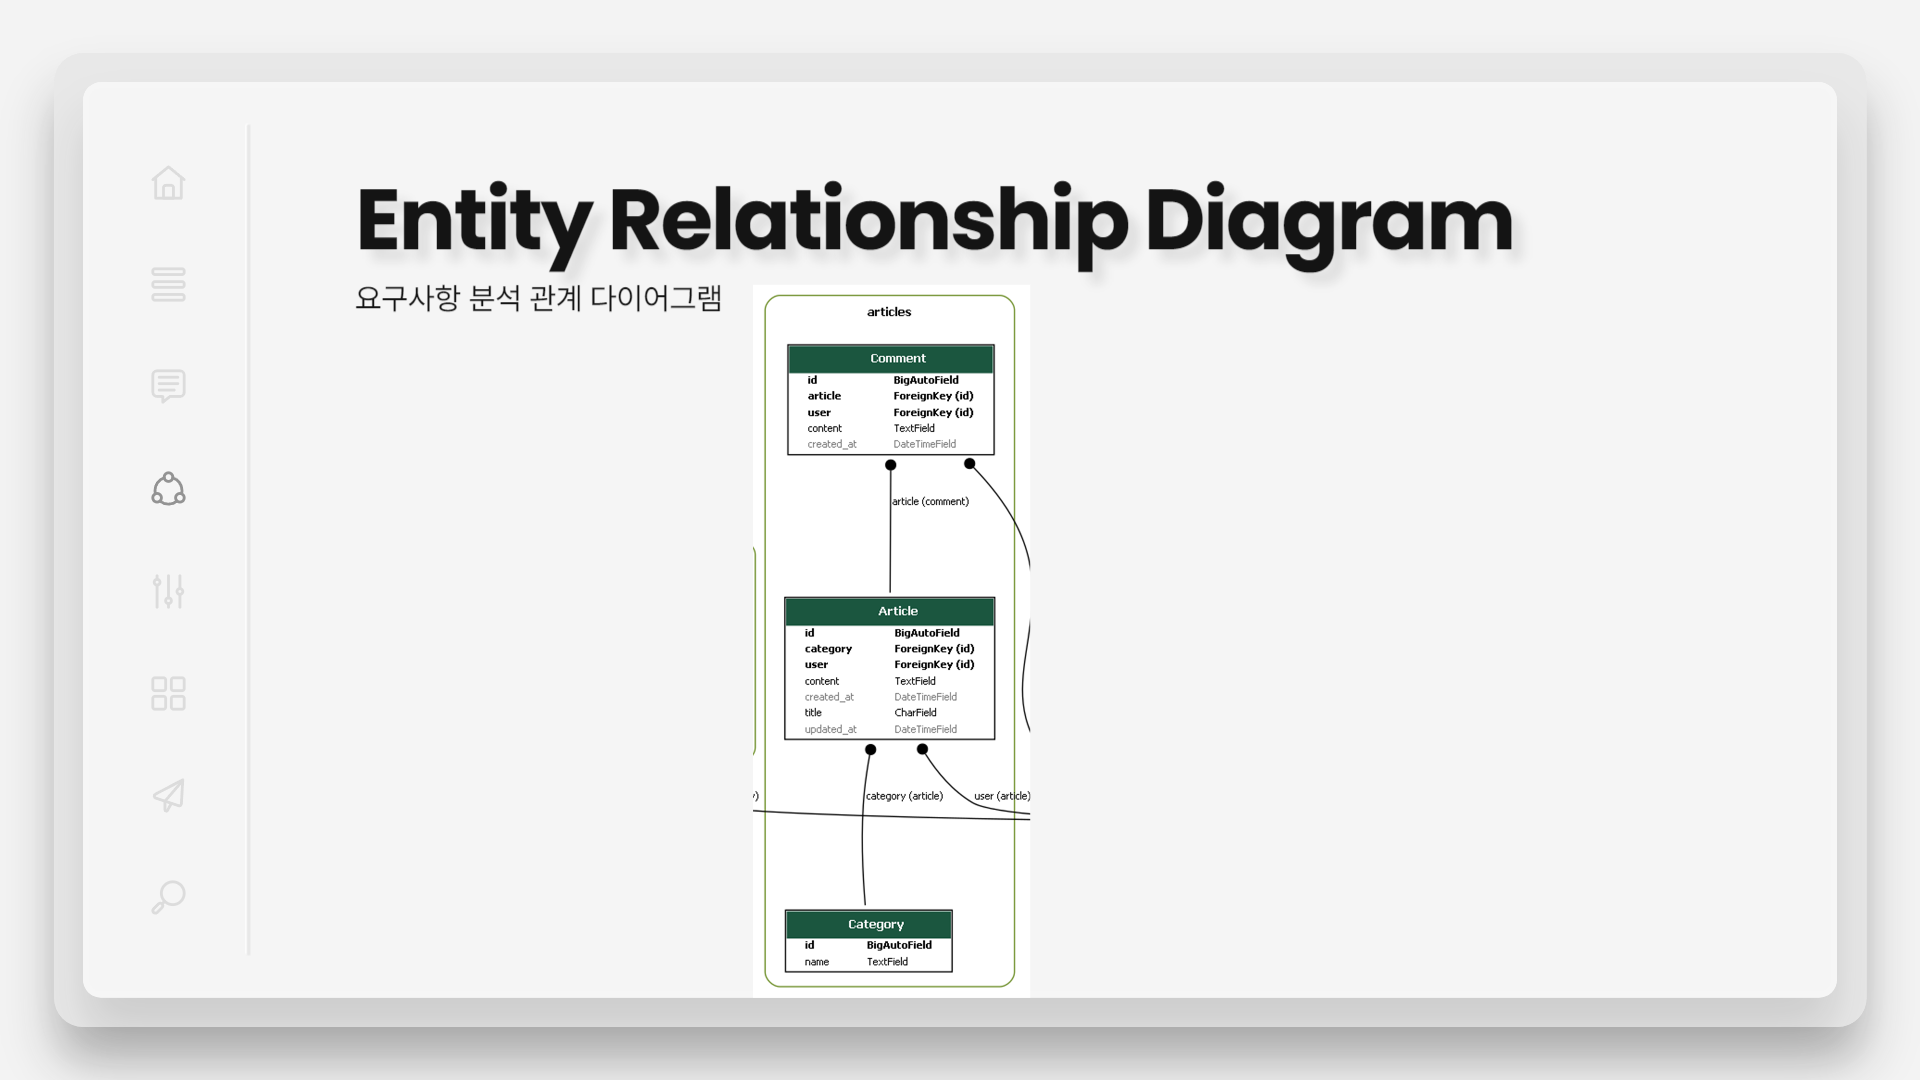 Entity Relationship Diagram
요구사항 분석 관계 다이어그램
articles
Comment
id BigAutoField
article ForeignKey (id)
user ForeignKey (id)
content TextField
created_at DateTimeField
article (comment)
Article
id BigAutoField
category ForeignKey (id)
user ForeignKey (id)
content TextField
created_at DateTimeField
title CharField
updated_at DateTimeField
category (article) user (article)
Category
id BigAutoField
name TextField